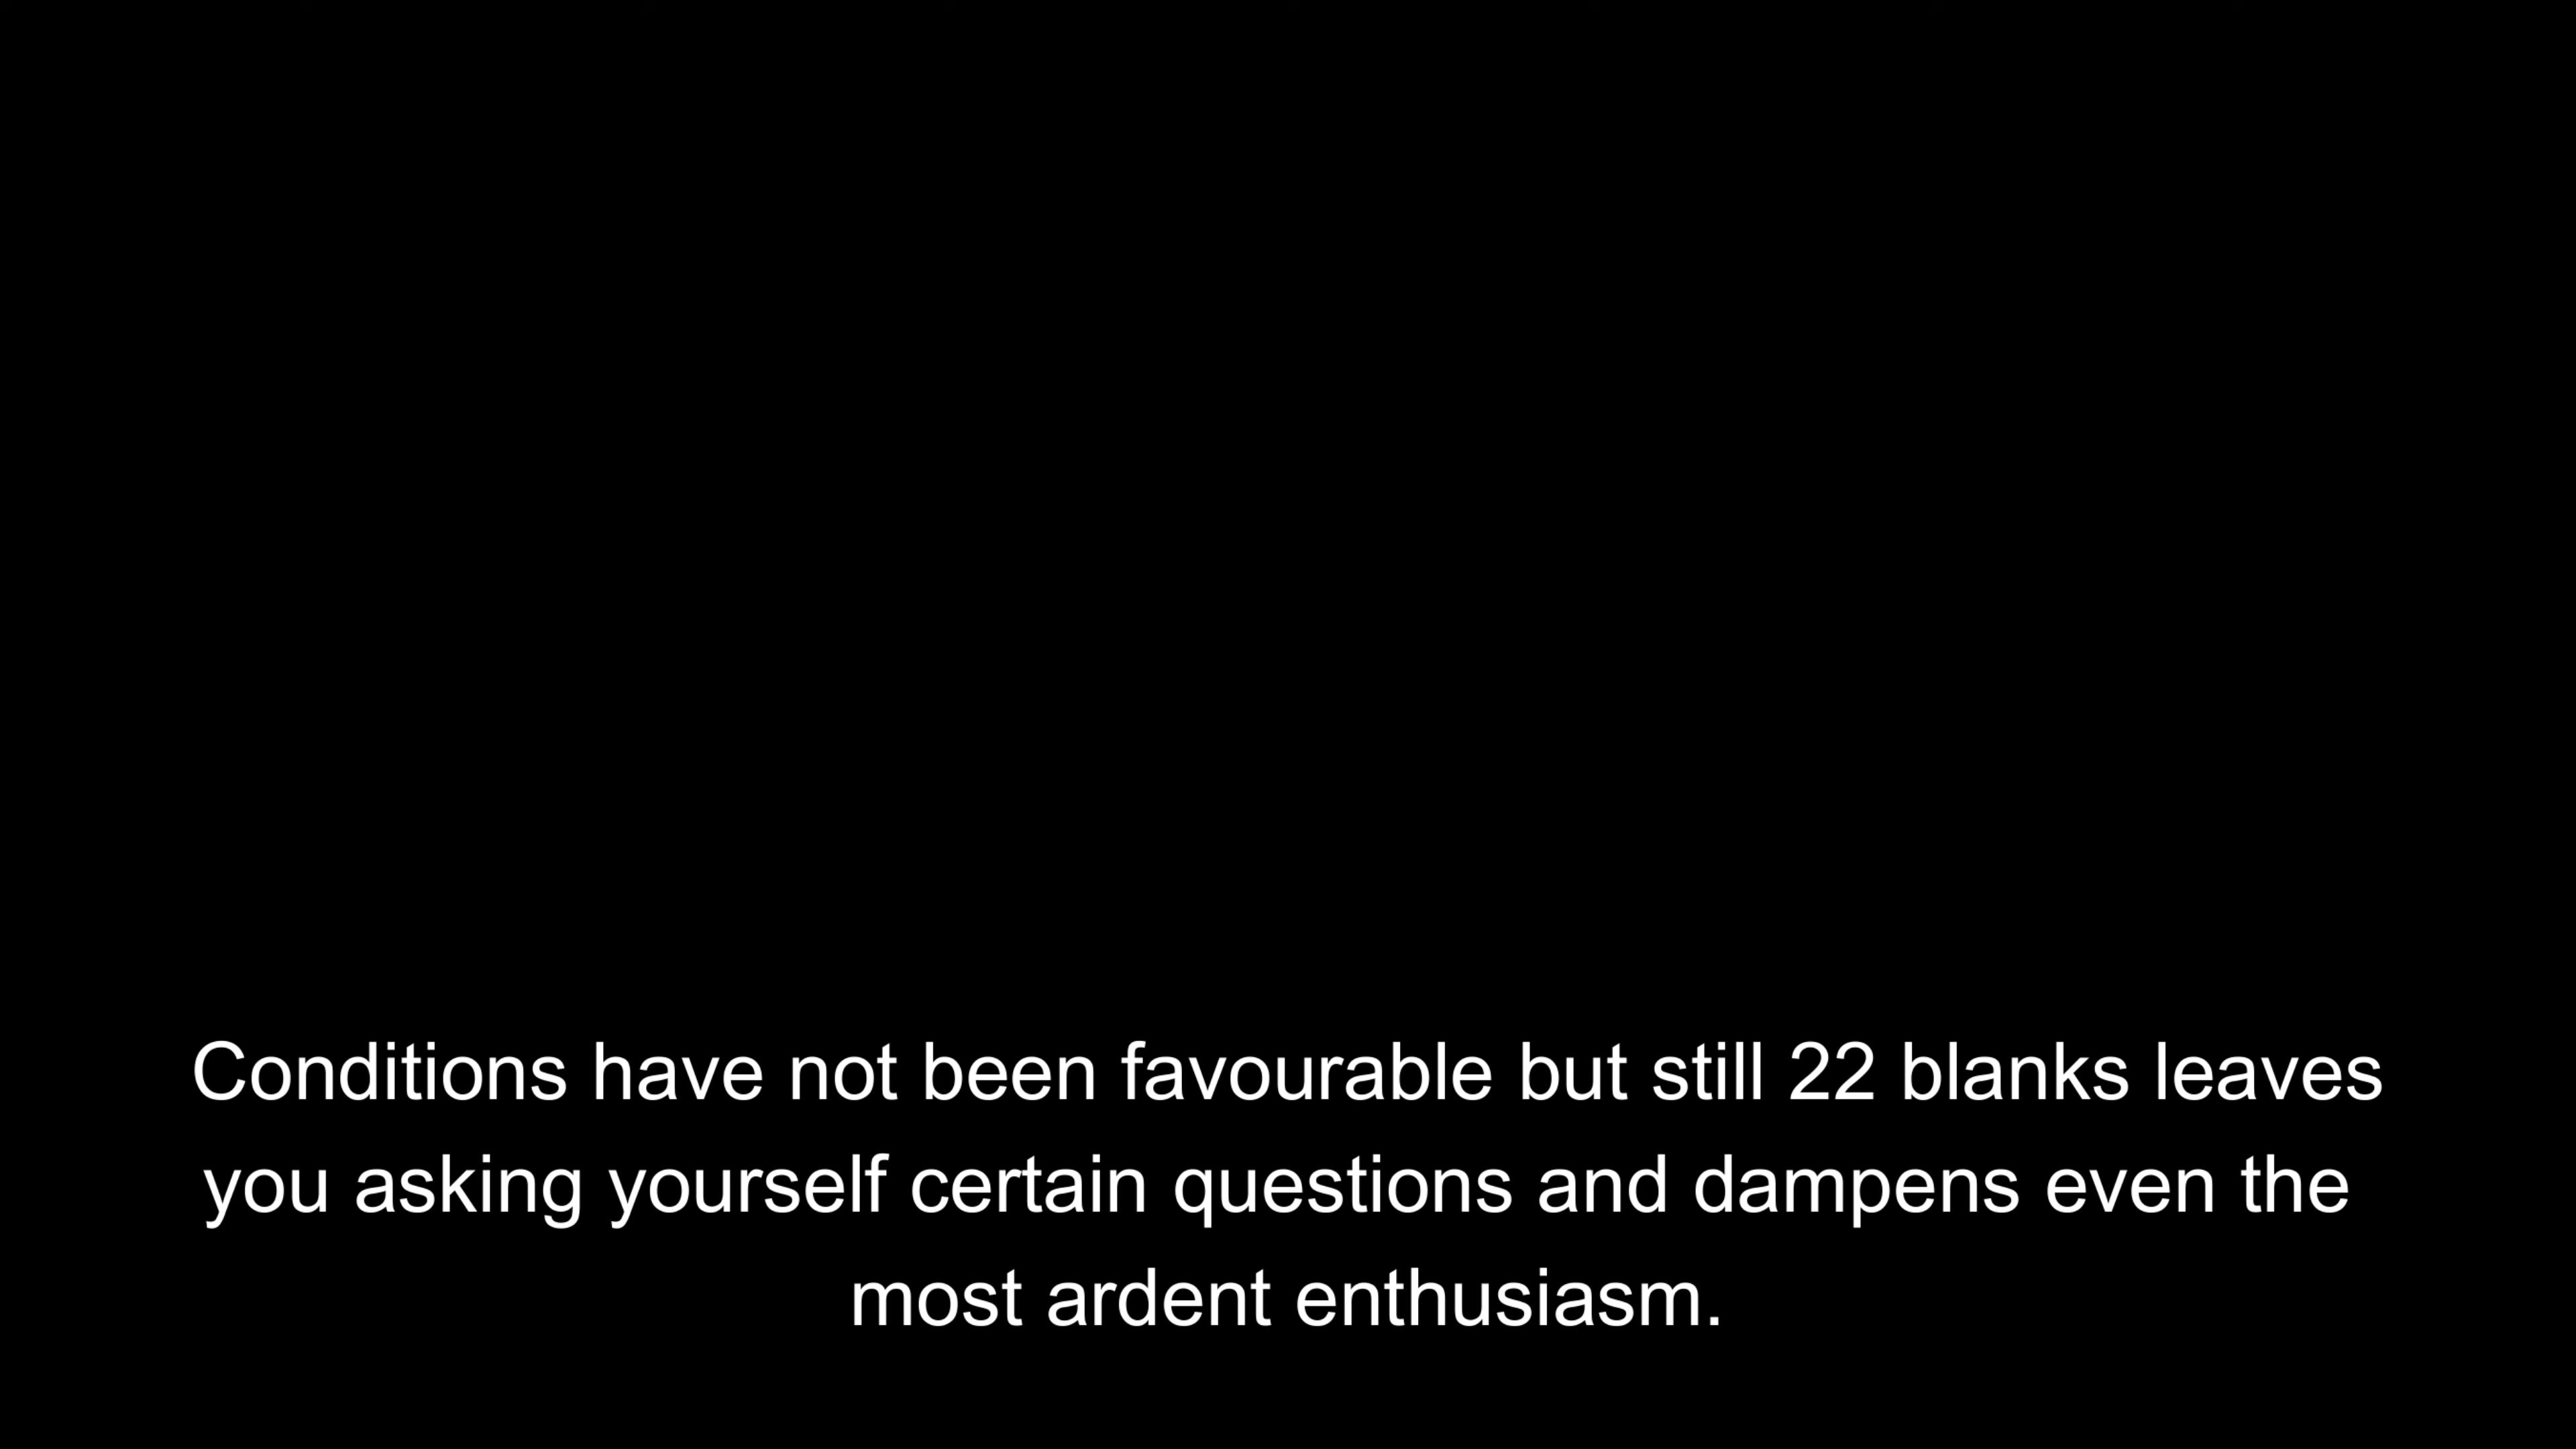 Conditions have not been favourable but still 22 blanks leaves
you asking yourself certain questions and dampens even the
most ardent enthusiasm.